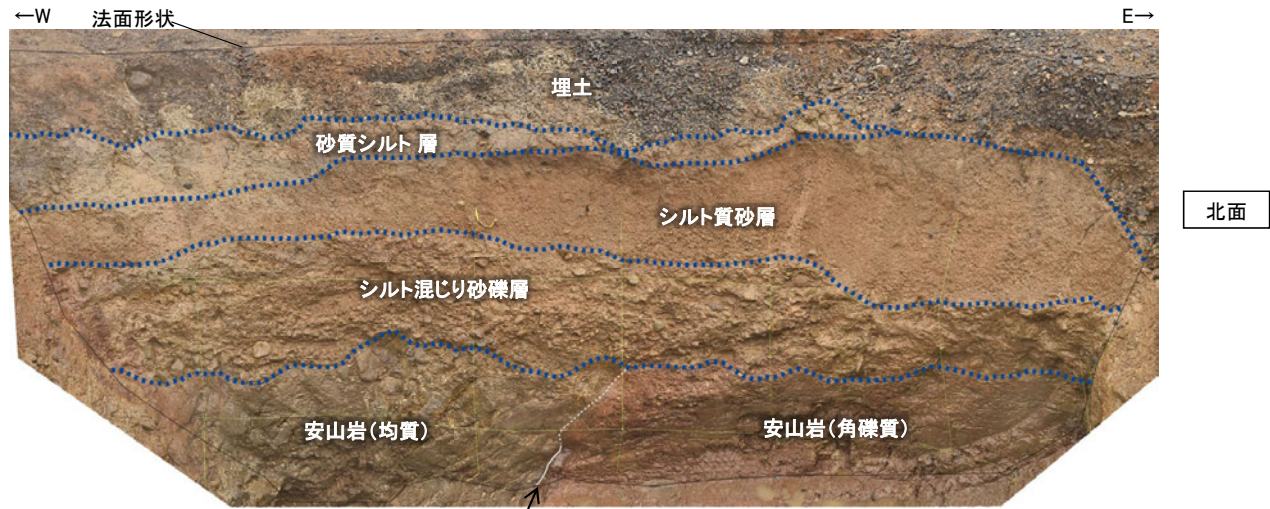 ←W
法面形状
E→
埋土
砂質シルト 層
シルト質砂層
北面
シルト混じり砂礫層
安山岩(均質)
安山岩(角礫質)